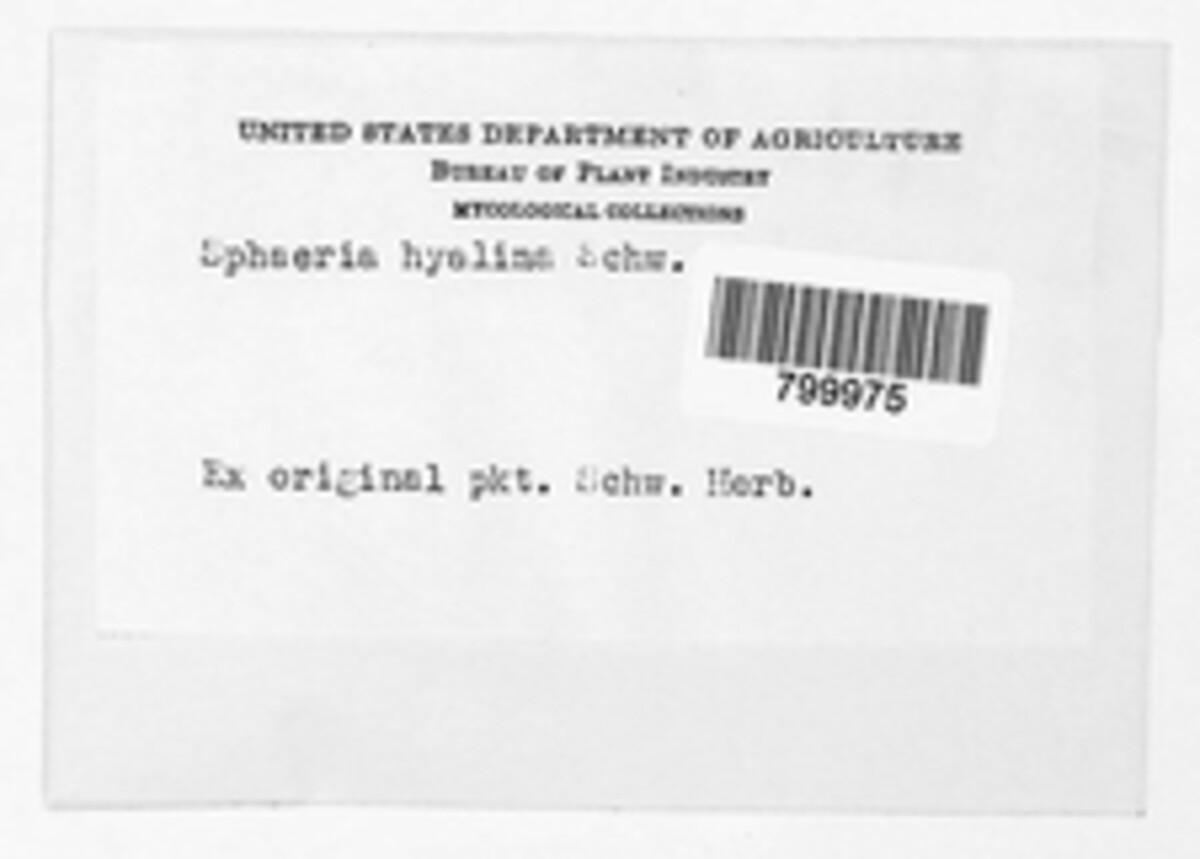 UNITED STATES DEPARTMENT OF AGRICULTURE
BUREAU OF PLANT INDUSTRY
MYCOLOGICAL COLLECTIONS
Sphaeria hyalina Schw.
799975
Ex original pkt. Schw. Herb.